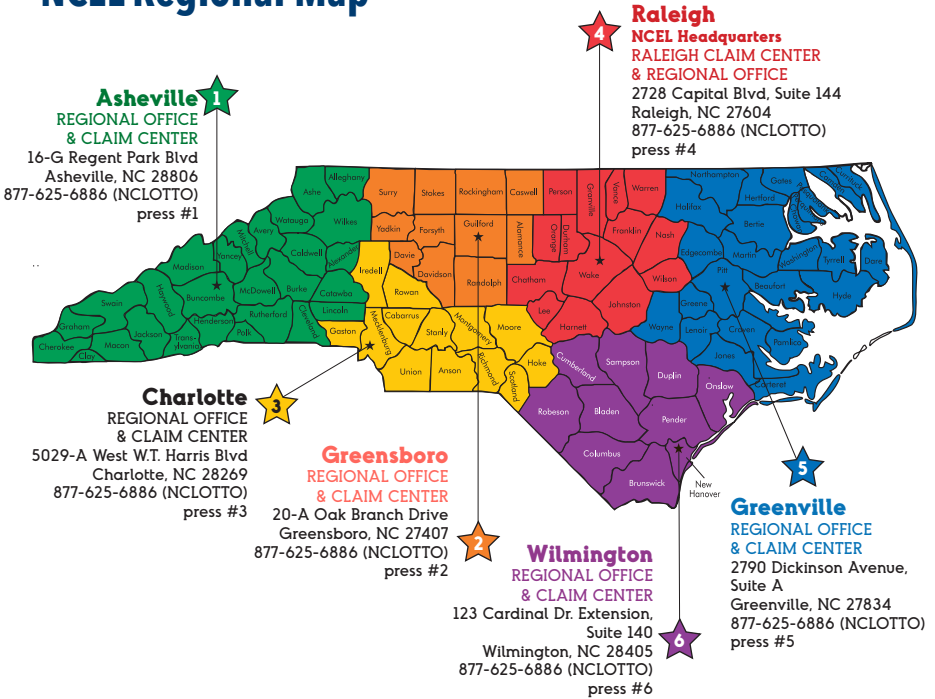 NCEL Regional Map
Asheville
1
REGIONAL OFFICE
& CLAIM CENTER
16-G Regent Park Blvd
Asheville, NC 28806
877-625-6886 (NCLOTTO)
press #1
4
Raleigh
NCEL Headquarters
RALEIGH CLAIM CENTER
& REGIONAL OFFICE
2728 Capital Blvd, Suite 144
Raleigh, NC 27604
877-625-6886 (NCLOTTO)
press #4
Alleghany
Ashe
Watauga
Wilkes
Avery
Mitchell
Yancey
Caldwell
Alexander
Madison
Haywood
Buncombe
McDowell
Burke
Catawba
Swain
Graham
Cherokee
Clay
Macon
Jackson
Trans-
ylvania
Henderson
Polk
Rutherford
Cleveland
Lincoln
Gaston
Surry
Stokes
Rockingham
Caswell
Yadkin
Forsyth
Guilford
Alamance
Davie
Davidson
Randolph
Iredell
Rowan
Cabarrus
Mecklenburg
Stanly
Montgomery
Moore
Union
Anson
Richmond
Scotland
Hoke
Person
Granville
Vance
Warren
Orange
Durham
Franklin
Nash
Chatham
Wake
Wilson
Lee
Harnett
Johnston
Northampton
Gates
Camden
Currituck
Hertford
Halifax
Bertie
Edgecombe
Martin
Washington
Tyrrell
Dare
Pitt
Beaufort
Hyde
Greene
Wayne
Lenoir
Craven
Pamlico
Jones
Carteret
Cumberland
Sampson
Duplin
Onslow
Robeson
Bladen
Pender
Columbus
Brunswick
New
Hanover
Charlotte
3
REGIONAL OFFICE
& CLAIM CENTER
5029-A West W.T. Harris Blvd
Charlotte, NC 28269
877-625-6886 (NCLOTTO)
press #3
Greensboro
REGIONAL OFFICE
& CLAIM CENTER
20-A Oak Branch Drive
Greensboro, NC 27407
877-625-6886 (NCLOTTO)
press #2
2
Wilmington
REGIONAL OFFICE
& CLAIM CENTER
123 Cardinal Dr. Extension,
Suite 140
Wilmington, NC 28405
877-625-6886 (NCLOTTO)
press #6
6
5
Greenville
REGIONAL OFFICE
& CLAIM CENTER
2790 Dickinson Avenue,
Suite A
Greenville, NC 27834
877-625-6886 (NCLOTTO)
press #5